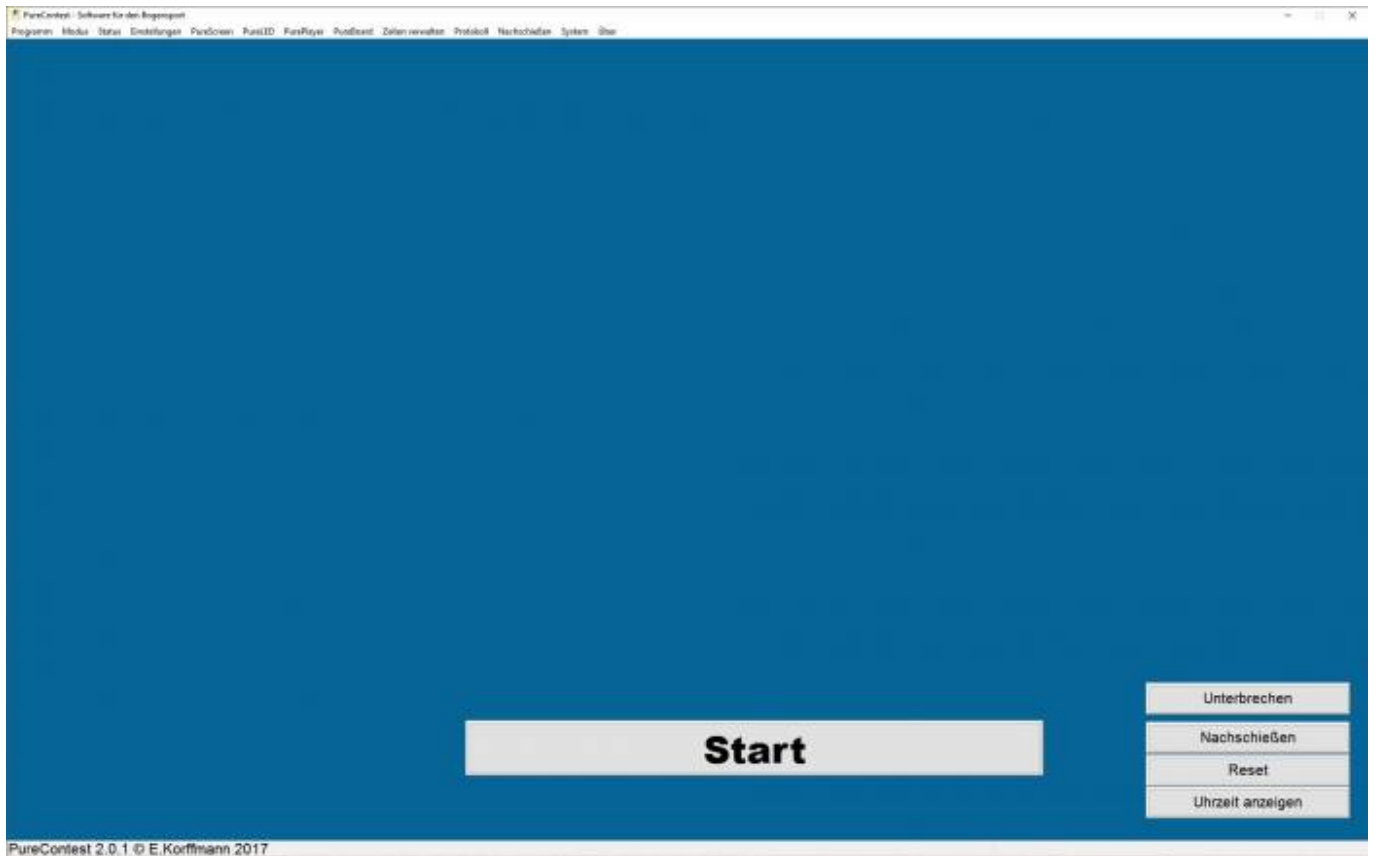 PureContest - Software für den Bogensport
Programm Modus Status Einstellungen PureScreen PureLED PurePlayer PureBoard Zeiten verwalten Protokoll Nachschießen System Über
Unterbrechen
Start
Nachschießen
Reset
Uhrzeit anzeigen
PureContest 2.0.1 © E.Korffmann 2017